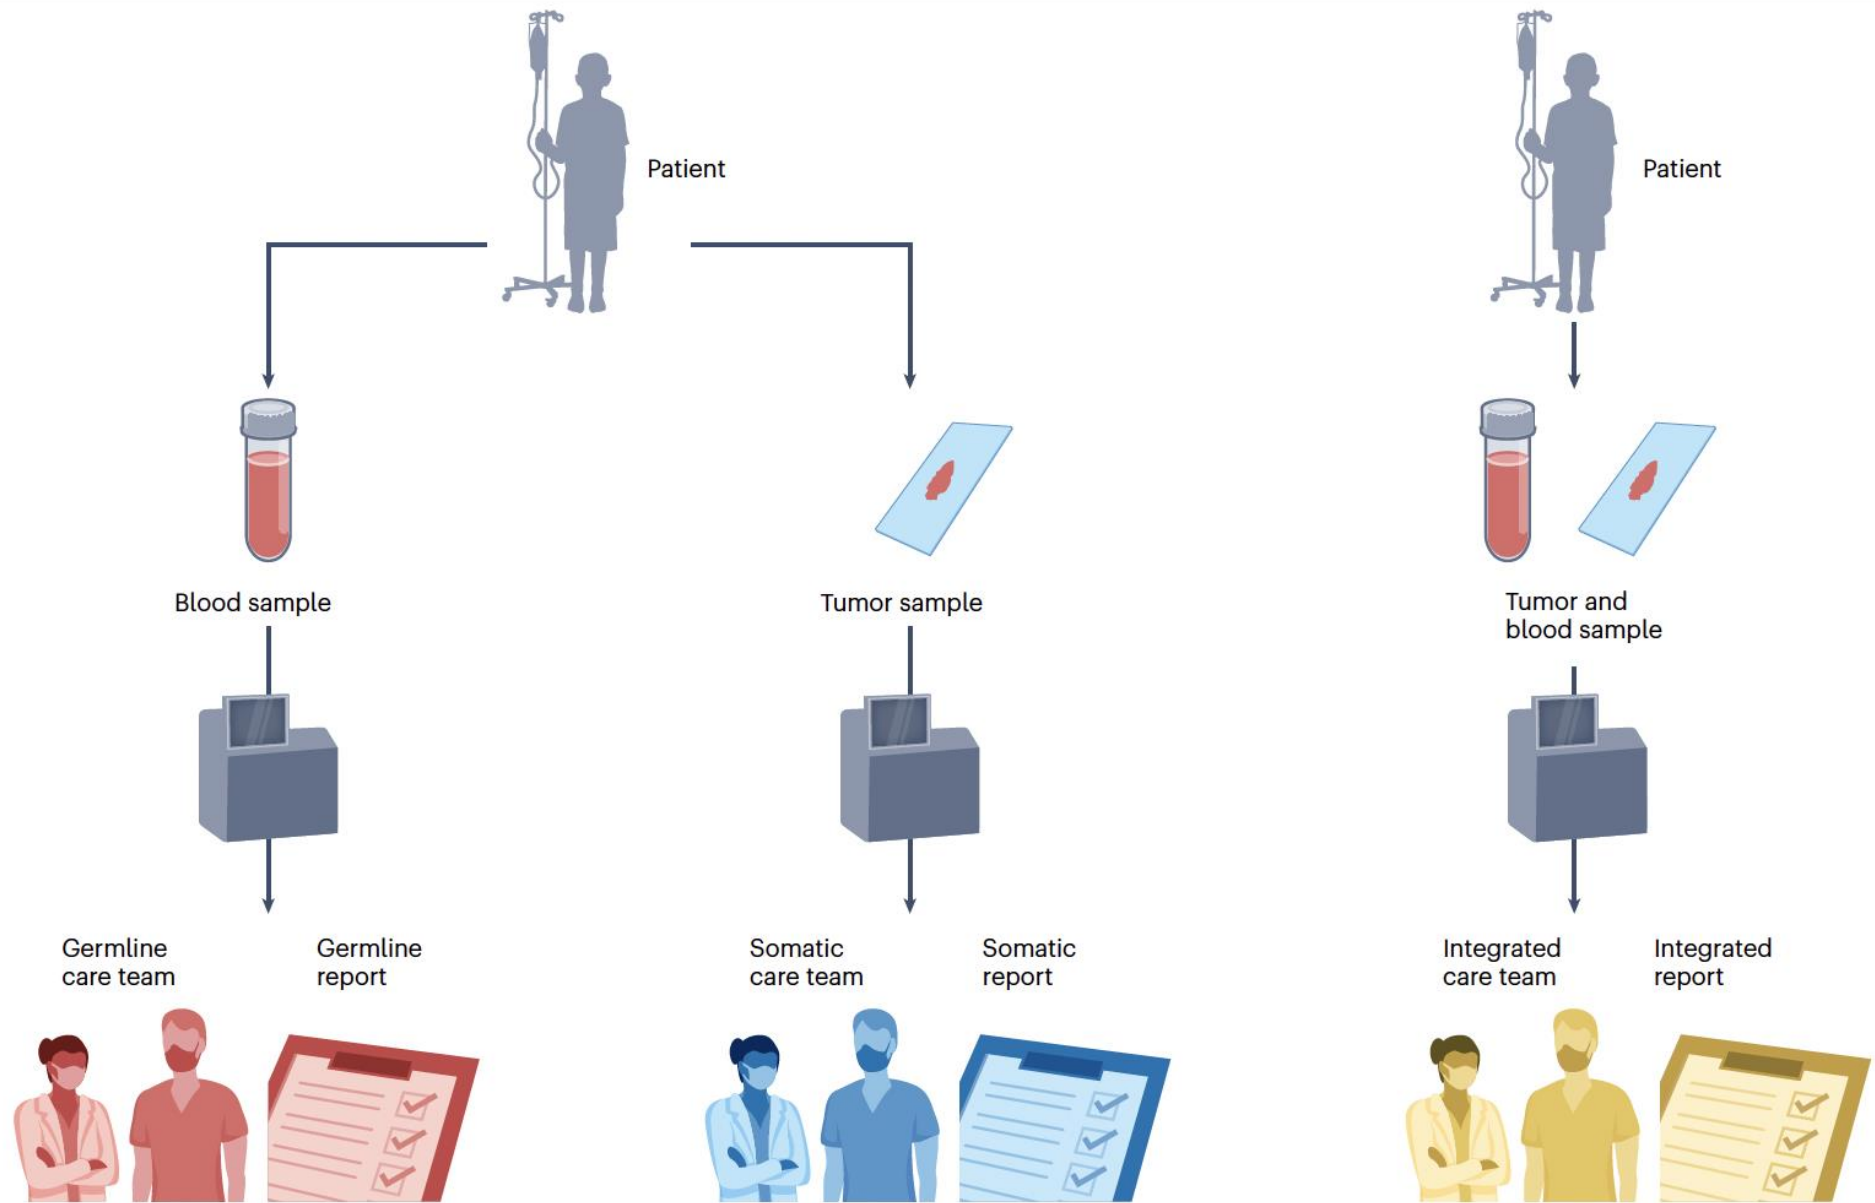 Patient
Patient
Blood sample
Tumor sample
Tumor and
blood sample
Germline
care team
Germline
report
Somatic
care team
Somatic
report
Integrated
care team
Integrated
report